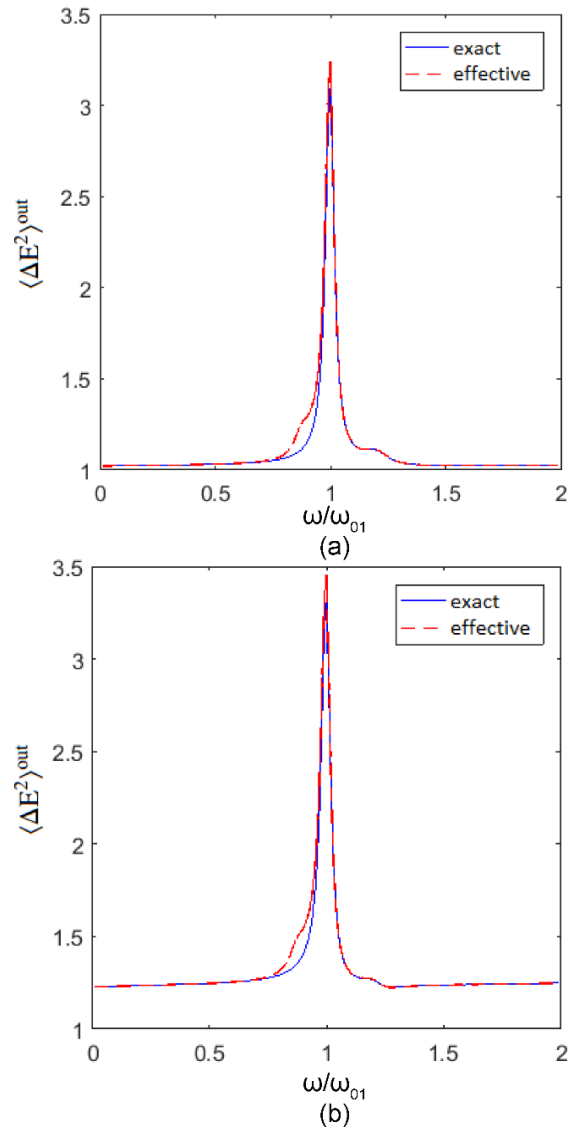 3.5
exact
effective
3
2.5
⟨ΔE²⟩ᵒᵘᵗ
2
1.5
1
0 0.5 1 1.5 2
ω/ω₀₁
(a)
3.5
exact
effective
3
2.5
⟨ΔE²⟩ᵒᵘᵗ
2
1.5
1
0 0.5 1 1.5 2
ω/ω₀₁
(b)